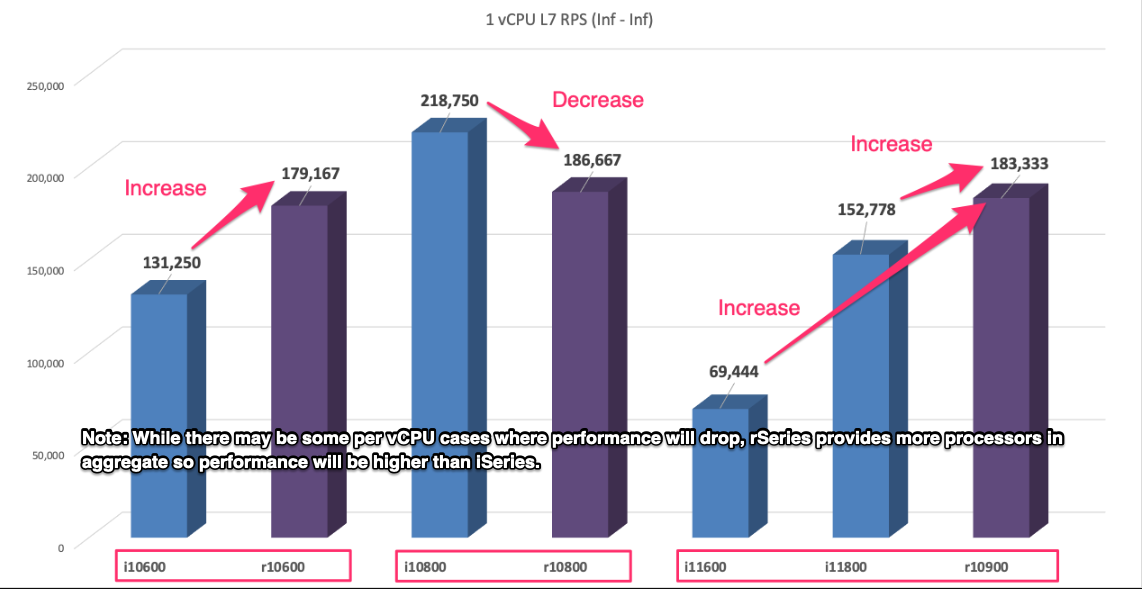 1 vCPU L7 RPS (Inf - Inf)
250,000
200,000
150,000
100,000
50,000
0
Increase
131,250
179,167
218,750
Decrease
186,667
Increase
69,444
Increase
152,778
183,333
Note: While there may be some per vCPU cases where performance will drop, rSeries provides more processors in
aggregate so performance will be higher than iSeries.
i10600 r10600 i10800 r10800 i11600 i11800 r10900